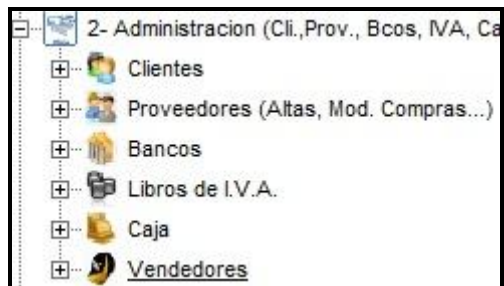 2- Administracion (Cli.,Prov., Bcos, IVA, Ca
Clientes
Proveedores (Altas, Mod. Compras...)
Bancos
Libros de I.V.A.
Caja
Vendedores